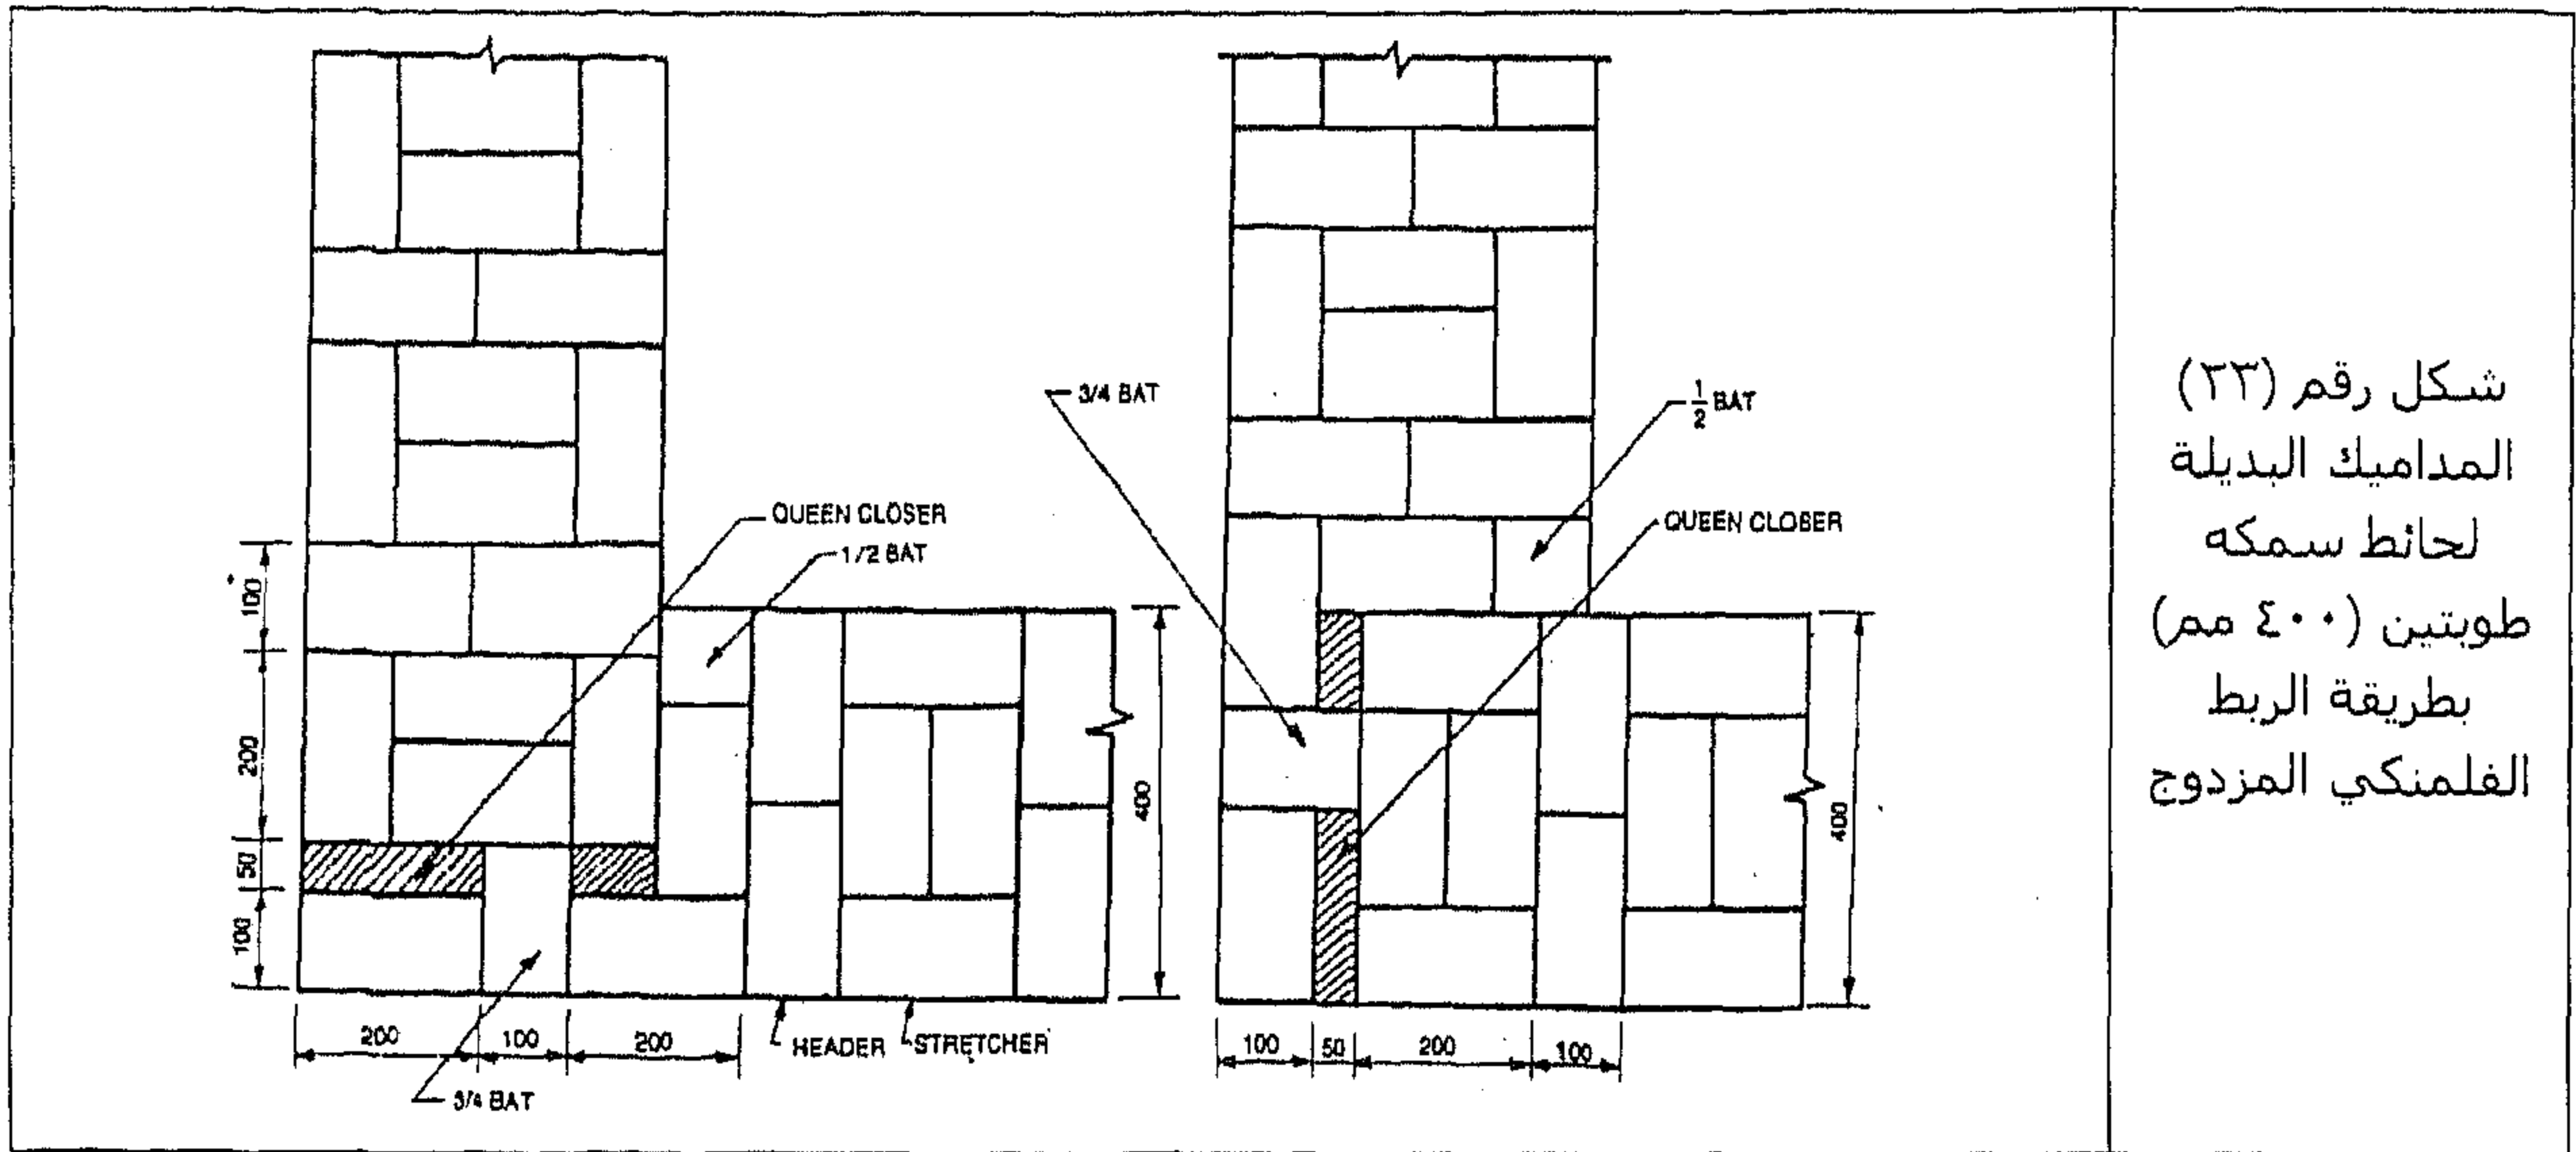 3/4 BAT
1/2 BAT
QUEEN CLOSER
QUEEN CLOSER
1/2 BAT
100
200
50
100
400
400
200
100
200
HEADER
STRETCHER
100
50
200
100
3/4 BAT
شكل رقم (٢٣)
المداميك البديلة
لحائط سمكه
طوبتين (٤٠٠ مم)
بطريقة الربط
الفلمنكي المزدوج